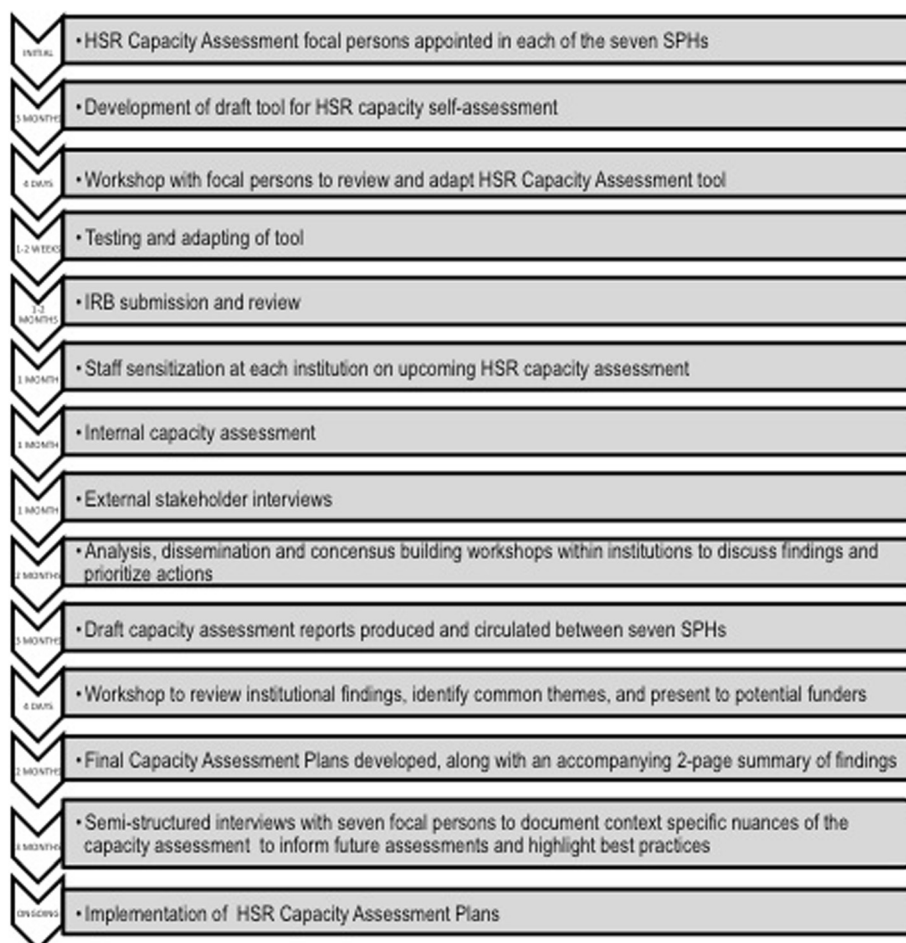 INITIAL
• HSR Capacity Assessment focal persons appointed in each of the seven SPHs
3 MONTHS
• Development of draft tool for HSR capacity self-assessment
4 DAYS
• Workshop with focal persons to review and adapt HSR Capacity Assessment tool
1-2 WEEKS
• Testing and adapting of tool
1-2
MONTHS
• IRB submission and review
1 MONTH
• Staff sensitization at each institution on upcoming HSR capacity assessment
1 MONTH
• Internal capacity assessment
1 MONTH
• External stakeholder interviews
2 MONTHS
• Analysis, dissemination and concensus building workshops within institutions to discuss findings and
prioritize actions
3 MONTHS
• Draft capacity assessment reports produced and circulated between seven SPHs
4 DAYS
• Workshop to review institutional findings, identify common themes, and present to potential funders
2 MONTHS
• Final Capacity Assessment Plans developed, along with an accompanying 2-page summary of findings
MONTHS
• Semi-structured interviews with seven focal persons to document context specific nuances of the
capacity assessment to inform future assessments and highlight best practices
ONGOING
• Implementation of HSR Capacity Assessment Plans